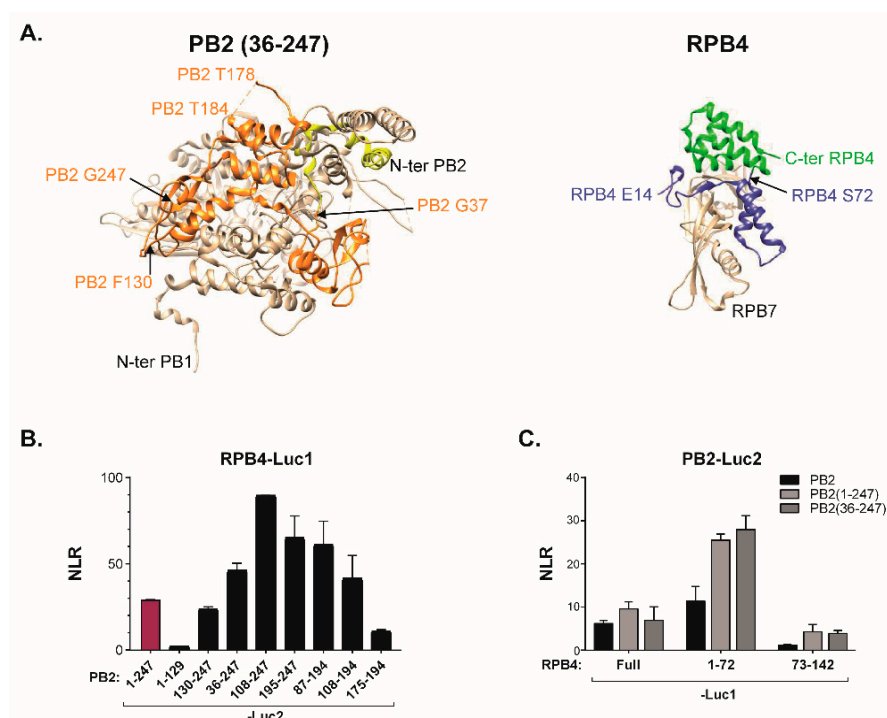 A.
PB2 (36-247)
RPB4
PB2 T178
PB2 T184
N-ter PB2
PB2 G247
PB2 G37
PB2 F130
N-ter PB1
C-ter RPB4
RPB4 E14
RPB4 S72
RPB7
B.
RPB4-Luc1
NLR
100
50
0
PB2:
1-247
1-129
130-247
36-247
108-247
195-247
87-194
108-194
175-194
-Luc2
C.
PB2-Luc2
PB2
PB2(1-247)
PB2(36-247)
NLR
40
30
20
10
0
RPB4: Full 1-72 73-142
-Luc1